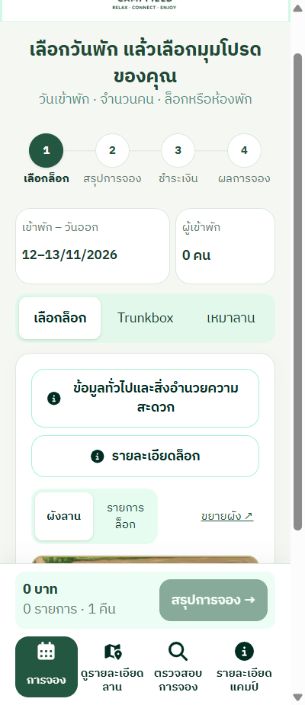 RELAX · CONNECT · ENJOY
เลือกวันพัก แล้วเลือกมุมโปรด
ของคุณ
วันเข้าพัก · จำนวนคน · ล็อกหรือห้องพัก
1
2
3
4
เลือกล็อก
สรุปการจอง
ชำระเงิน
ผลการจอง
เข้าพัก – วันออก
12–13/11/2026
ผู้เข้าพัก
0 คน
เลือกล็อก
Trunkbox
เหมาลาน
ข้อมูลทั่วไปและสิ่งอำนวยความ
สะดวก
รายละเอียดล็อก
ผังลาน
รายการ
ล็อก
ขยายผัง ↗
0 บาท
0 รายการ · 1 คืน
สรุปการจอง →
การจอง
ดูรายละเอียด
ลาน
ตรวจสอบ
การจอง
รายละเอียด
แคมป์